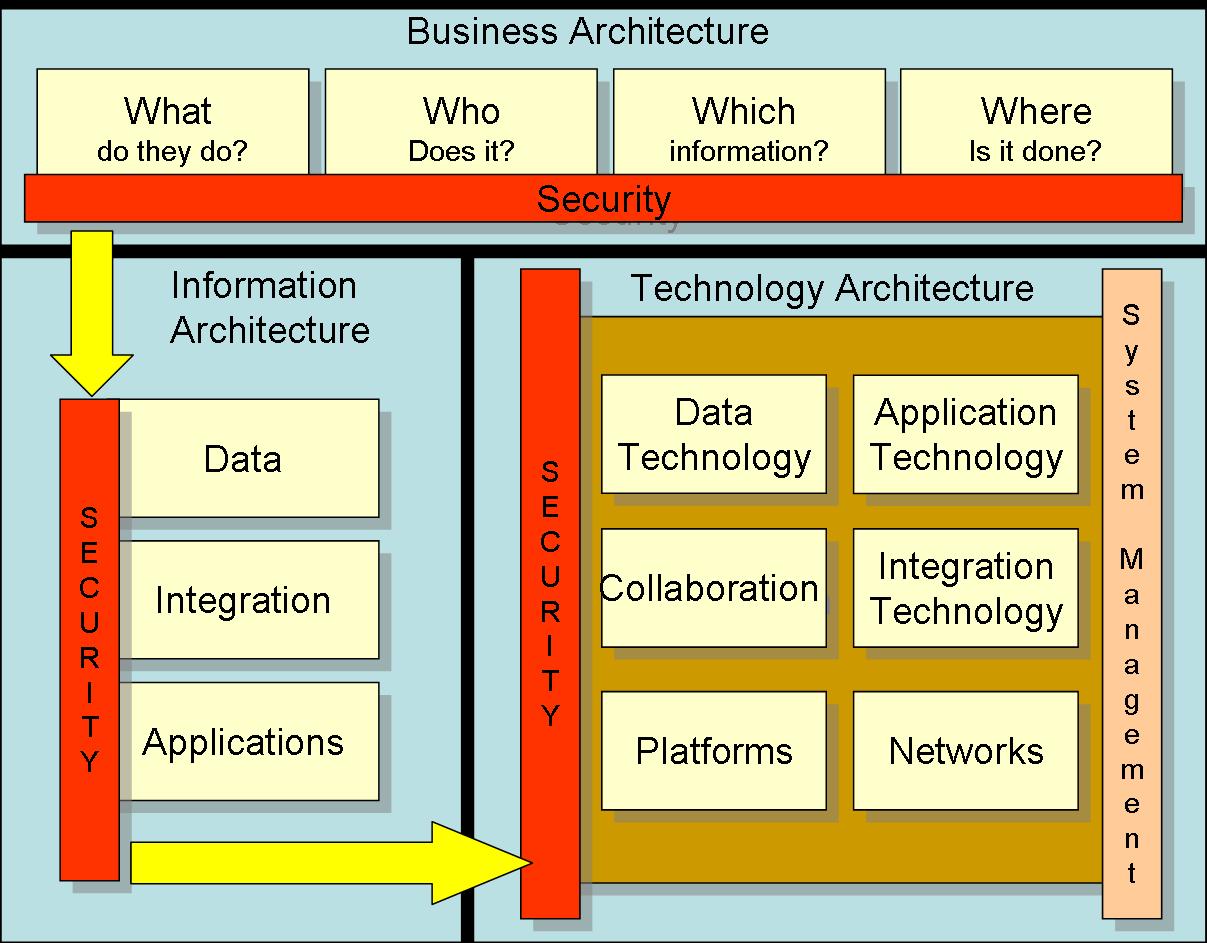 Business Architecture
What
do they do?
Who
Does it?
Which
information?
Where
Is it done?
Security
Information
Architecture
SECURITY
Data
Integration
Applications
Technology Architecture
SECURITY
Data
Technology
Application
Technology
Collaboration
Integration
Technology
Platforms
Networks
System Management